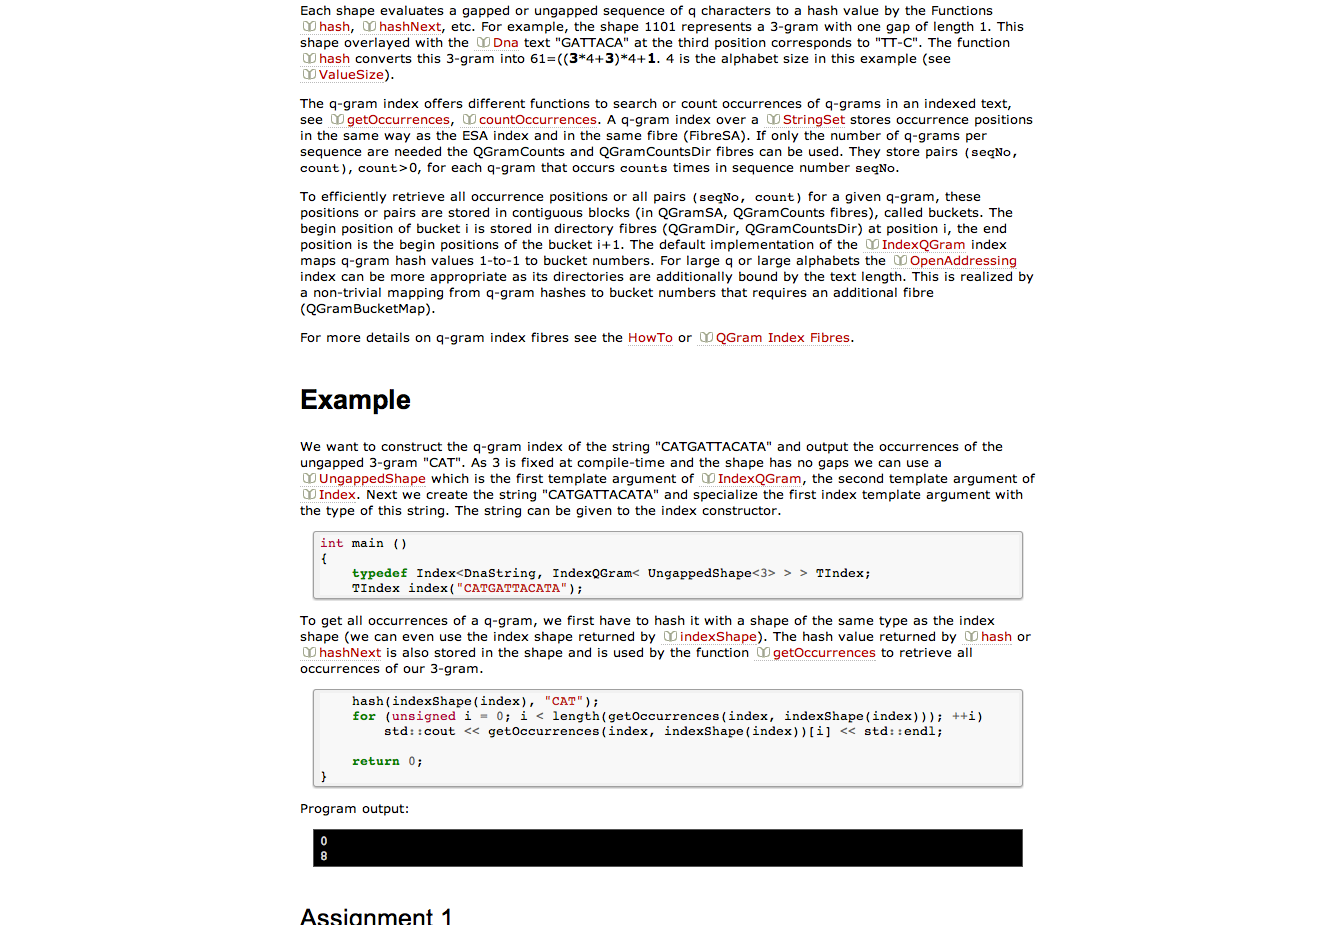 Each shape evaluates a gapped or ungapped sequence of q characters to a hash value by the Functions
hash, hashNext, etc. For example, the shape 1101 represents a 3-gram with one gap of length 1. This
shape overlayed with the Dna text "GATTACA" at the third position corresponds to "TT-C". The function
hash converts this 3-gram into 61=((3*4+3)*4+1. 4 is the alphabet size in this example (see
ValueSize).
The q-gram index offers different functions to search or count occurrences of q-grams in an indexed text,
see getOccurrences, countOccurrences. A q-gram index over a StringSet stores occurrence positions
in the same way as the ESA index and in the same fibre (FibreSA). If only the number of q-grams per
sequence are needed the QGramCounts and QGramCountsDir fibres can be used. They store pairs (seqNo,
count), count>0, for each q-gram that occurs counts times in sequence number seqNo.
To efficiently retrieve all occurrence positions or all pairs (seqNo, count) for a given q-gram, these
positions or pairs are stored in contiguous blocks (in QGramSA, QGramCounts fibres), called buckets. The
begin position of bucket i is stored in directory fibres (QGramDir, QGramCountsDir) at position i, the end
position is the begin positions of the bucket i+1. The default implementation of the IndexQGram index
maps q-gram hash values 1-to-1 to bucket numbers. For large q or large alphabets the OpenAddressing
index can be more appropriate as its directories are additionally bound by the text length. This is realized by
a non-trivial mapping from q-gram hashes to bucket numbers that requires an additional fibre
(QGramBucketMap).
For more details on q-gram index fibres see the HowTo or QGram Index Fibres.
Example
We want to construct the q-gram index of the string "CATGATTACATA" and output the occurrences of the
ungapped 3-gram "CAT". As 3 is fixed at compile-time and the shape has no gaps we can use a
UngappedShape which is the first template argument of IndexQGram, the second template argument of
Index. Next we create the string "CATGATTACATA" and specialize the first index template argument with
the type of this string. The string can be given to the index constructor.
int main ()
{
    typedef Index<DnaString, IndexQGram< UngappedShape<3> > > TIndex;
    TIndex index("CATGATTACATA");
To get all occurrences of a q-gram, we first have to hash it with a shape of the same type as the index
shape (we can even use the index shape returned by indexShape). The hash value returned by hash or
hashNext is also stored in the shape and is used by the function getOccurrences to retrieve all
occurrences of our 3-gram.
    hash(indexShape(index), "CAT");
    for (unsigned i = 0; i < length(getOccurrences(index, indexShape(index))); ++i)
        std::cout << getOccurrences(index, indexShape(index))[i] << std::endl;
    return 0;
}
Program output:
0
8
Assignment 1